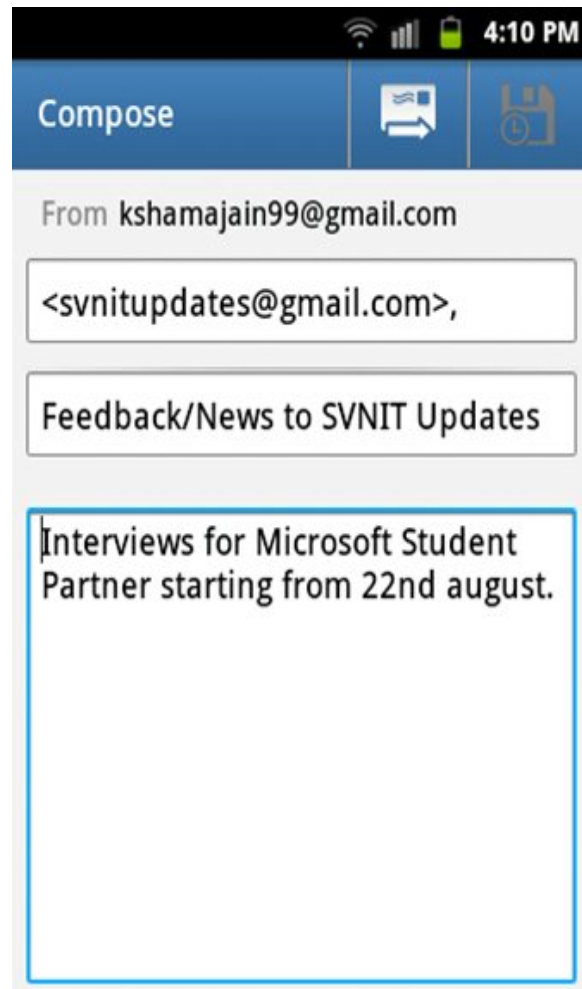 4:10 PM
Compose
From kshamajain99@gmail.com
<svnitupdates@gmail.com>,
Feedback/News to SVNIT Updates
Interviews for Microsoft Student
Partner starting from 22nd august.